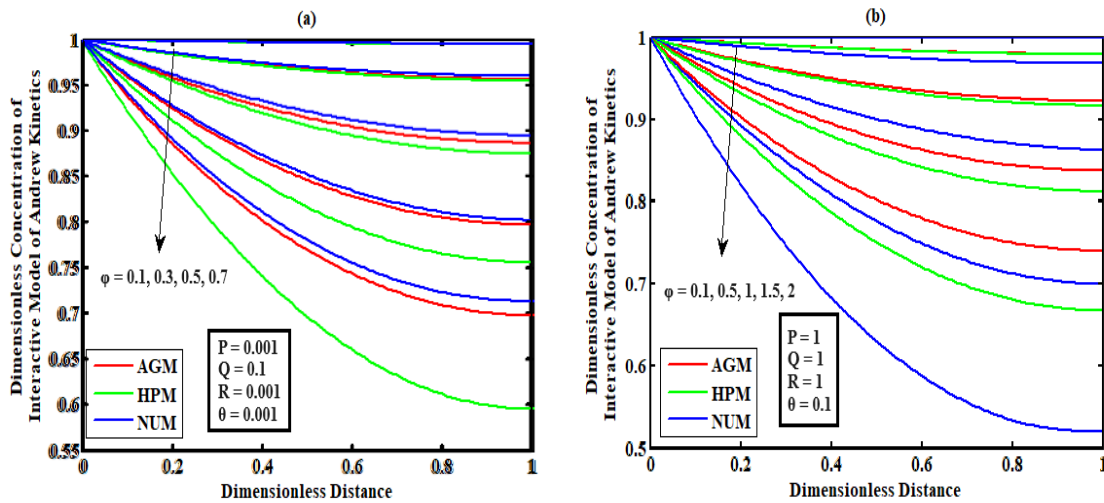 (a)
Dimensionless Concentration of
Interactive Model of Andrew Kinetics
1
0.95
0.9
0.85
0.8
0.75
0.7
0.65
0.6
0.55
φ = 0.1, 0.3, 0.5, 0.7
AGM
HPM
NUM
P = 0.001
Q = 0.1
R = 0.001
θ = 0.001
0
0.2
0.4
0.6
0.8
1
Dimensionless Distance
(b)
Dimensionless Concentration of
Interactive Model of Andrew Kinetics
1
0.9
0.8
0.7
0.6
0.5
φ = 0.1, 0.5, 1, 1.5, 2
AGM
HPM
NUM
P = 1
Q = 1
R = 1
θ = 0.1
0
0.2
0.4
0.6
0.8
1
Dimensionless Distance